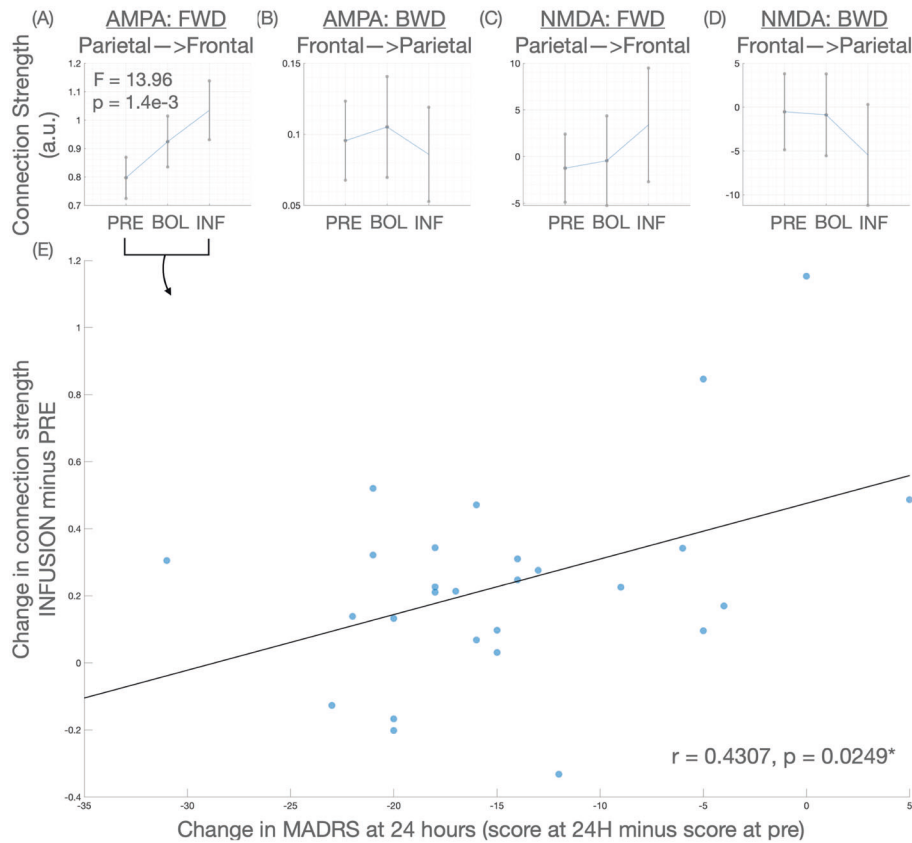 (A) AMPA: FWD
Parietal—>Frontal
(B) AMPA: BWD
Frontal—>Parietal
(C) NMDA: FWD
Parietal—>Frontal
(D) NMDA: BWD
Frontal—>Parietal
Connection Strength
(a.u.)
1.2
1.1
1
0.9
0.8
0.7
F = 13.96
p = 1.4e-3
PRE BOL INF
0.15
0.1
0.05
PRE BOL INF
10
5
0
-5
PRE BOL INF
5
0
-5
-10
PRE BOL INF
(E)
Change in connection strength
INFUSION minus PRE
1.2
1
0.8
0.6
0.4
0.2
0
-0.2
-0.4
r = 0.4307, p = 0.0249*
-35 -30 -25 -20 -15 -10 -5 0 5
Change in MADRS at 24 hours (score at 24H minus score at pre)